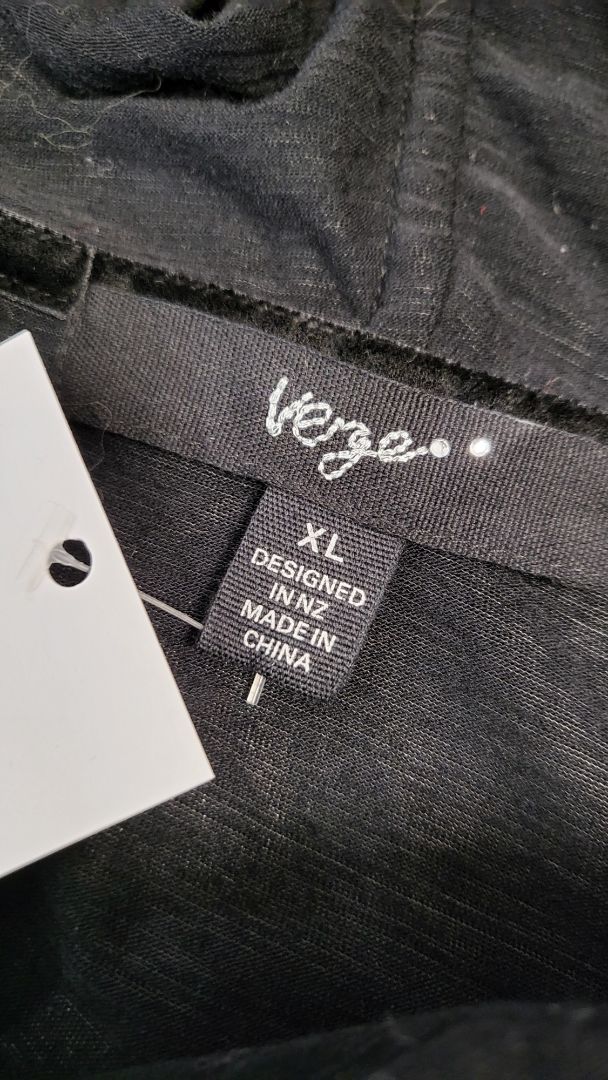 verge
XL
DESIGNED
IN NZ
MADE IN
CHINA